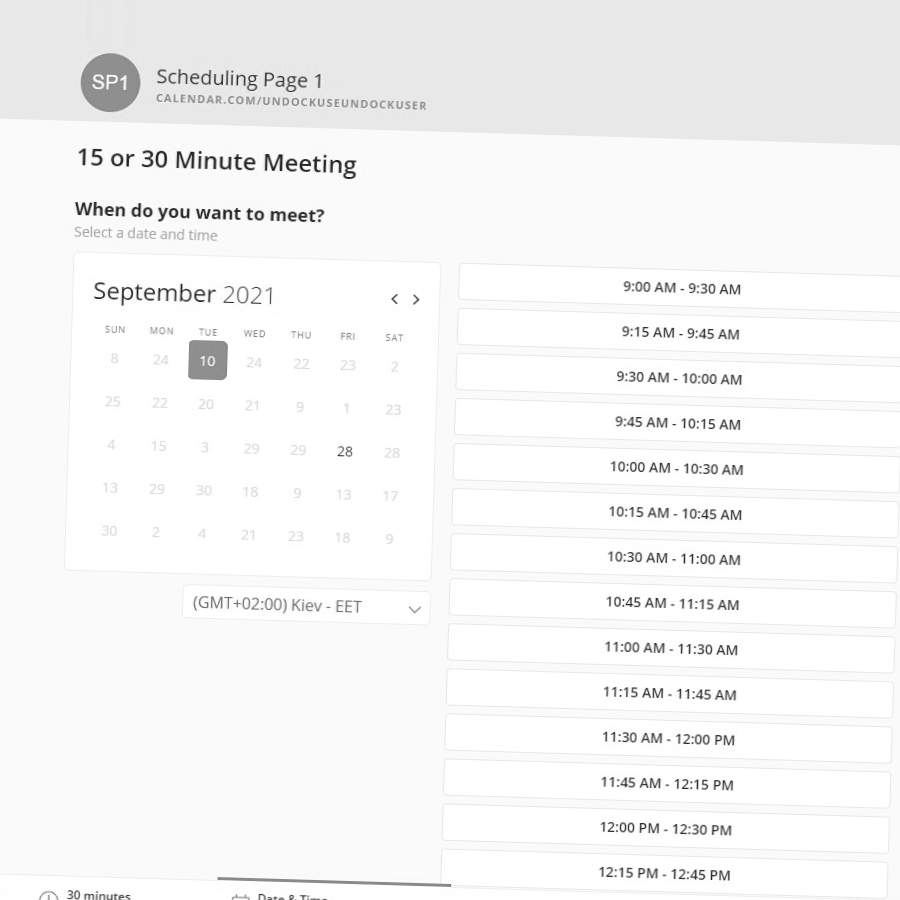 SP1
Scheduling Page 1
CALENDAR.COM/UNDOCKUSEUNDOCKUSER
15 or 30 Minute Meeting
When do you want to meet?
Select a date and time
September 2021
SUN MON TUE WED THU FRI SAT
8 24 10 24 22 23 2
25 22 20 21 9 1 23
4 15 3 29 29 28 28
13 29 30 18 9 13 17
30 2 4 21 23 18 9
(GMT+02:00) Kiev - EET
9:00 AM - 9:30 AM
9:15 AM - 9:45 AM
9:30 AM - 10:00 AM
9:45 AM - 10:15 AM
10:00 AM - 10:30 AM
10:15 AM - 10:45 AM
10:30 AM - 11:00 AM
10:45 AM - 11:15 AM
11:00 AM - 11:30 AM
11:15 AM - 11:45 AM
11:30 AM - 12:00 PM
11:45 AM - 12:15 PM
12:00 PM - 12:30 PM
12:15 PM - 12:45 PM
30 minutes
Date & Time